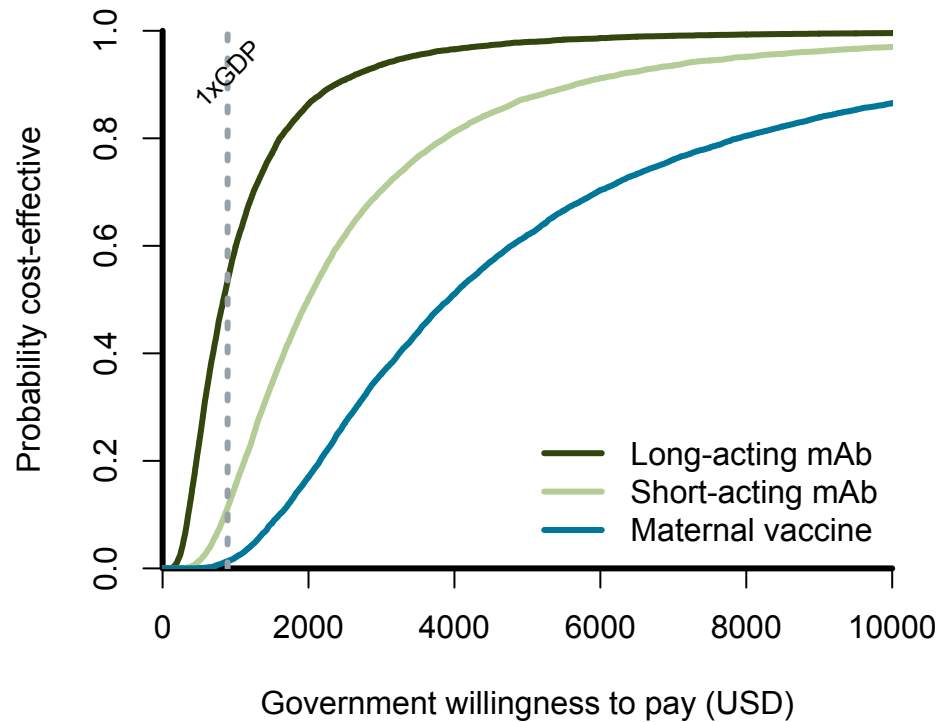 1xGDP
Probability cost-effective
1.0
0.8
0.6
0.4
0.2
0.0
Long-acting mAb
Short-acting mAb
Maternal vaccine
0 2000 4000 6000 8000 10000
Government willingness to pay (USD)